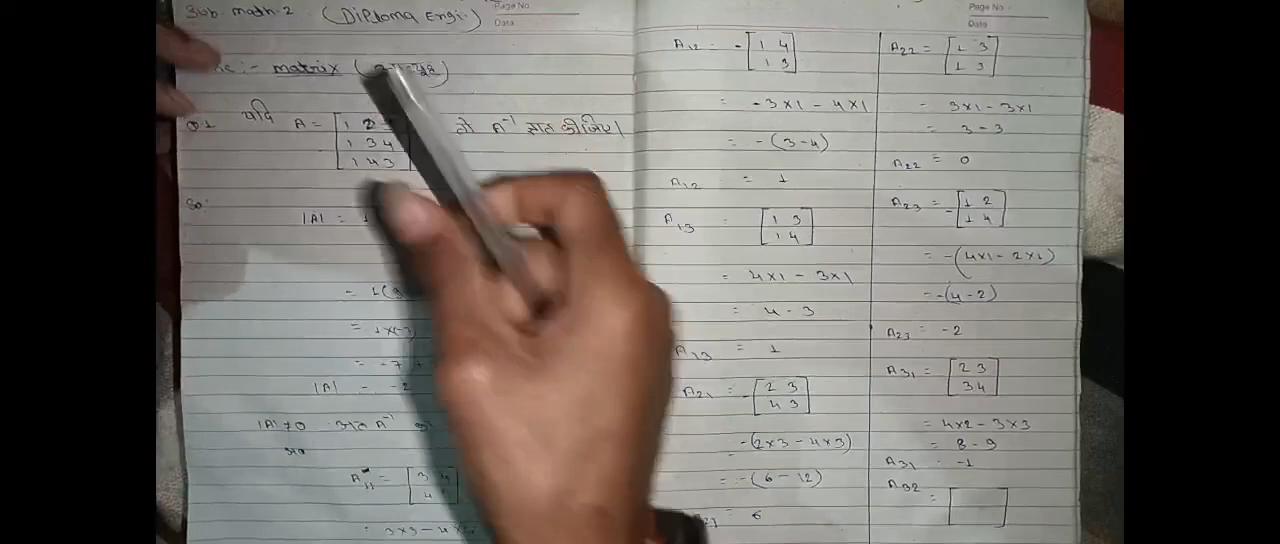 Sub. math-2 (Diploma Engi.)
Page No.
Date
:- matrix
Q.1 यदि A = [1 2
1 3 4
1 4 3] तो A⁻¹ ज्ञात कीजिए।
So:
|A| = 1
= 1(9
= 1×(-3)
= -7 +
|A| = -2
|A| ≠ 0 अतः A⁻¹
अब
A₁₁ = [3
4
= 3×3 - 4×
A₁₂ = -[1 4
1 3]
= -3×1 - 4×1
= -(3-4)
A₁₂ = 1
A₁₃ = [1 3
1 4]
= 4×1 - 3×1
= 4 - 3
A₁₃ = 1
A₂₁ = -[2 3
4 3]
= -(2×3 - 4×3)
= -(6 - 12)
= 6
Page No.
Date
A₂₂ = [1 3
1 3]
= 3×1 - 3×1
= 3 - 3
A₂₂ = 0
A₂₃ = -[1 2
1 4]
= -(4×1 - 2×1)
= -(4-2)
A₂₃ = -2
A₃₁ = [2 3
3 4]
= 4×2 - 3×3
= 8 - 9
A₃₁ = -1
A₃₂
= [ ]